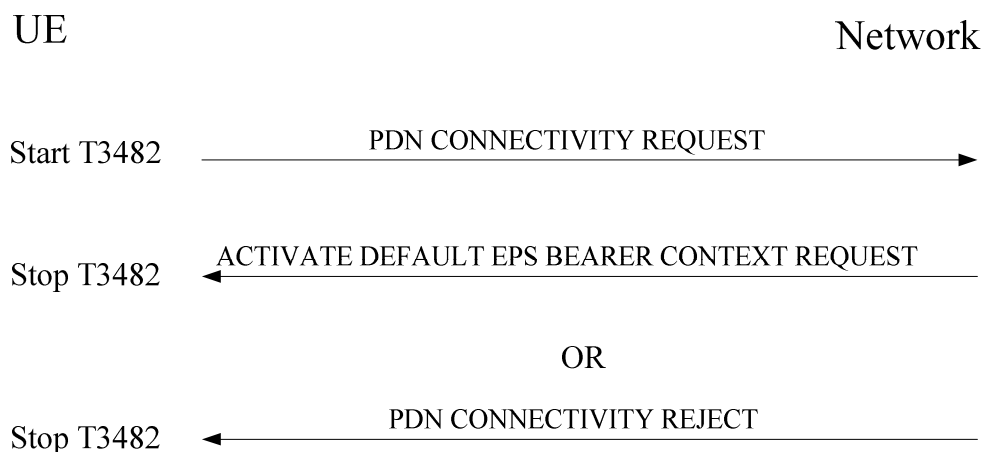 UE
Network
Start T3482
PDN CONNECTIVITY REQUEST
ACTIVATE DEFAULT EPS BEARER CONTEXT REQUEST
Stop T3482
OR
PDN CONNECTIVITY REJECT
Stop T3482